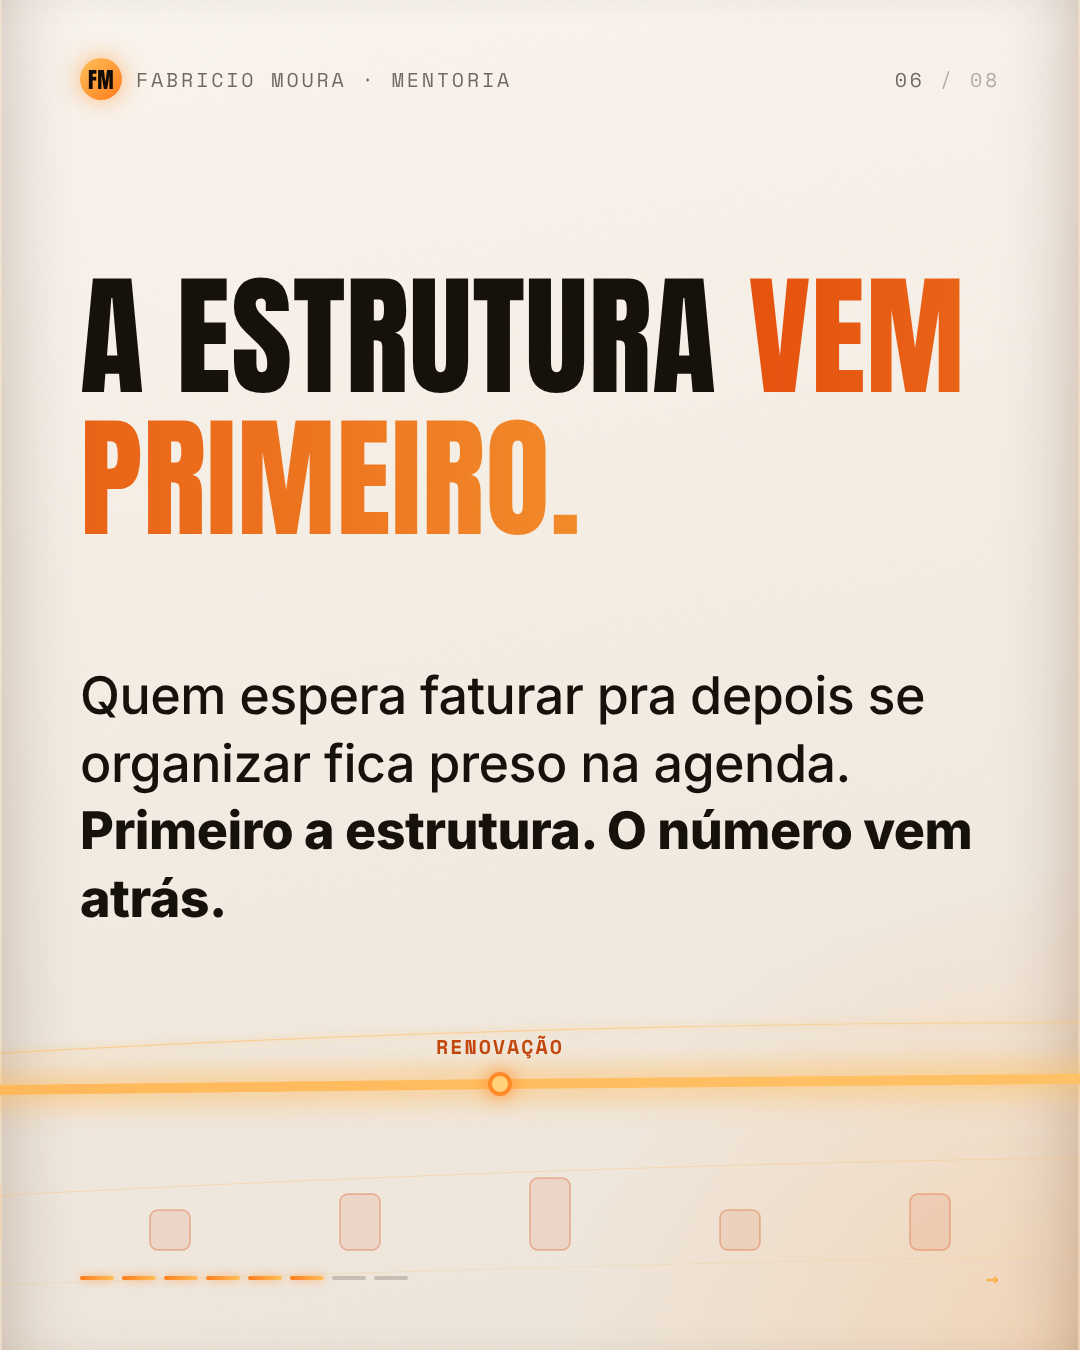 FM FABRICIO MOURA · MENTORIA
06 / 08
A ESTRUTURA VEM
PRIMEIRO.
Quem espera faturar pra depois se
organizar fica preso na agenda.
Primeiro a estrutura. O número vem
atrás.
RENOVAÇÃO
→